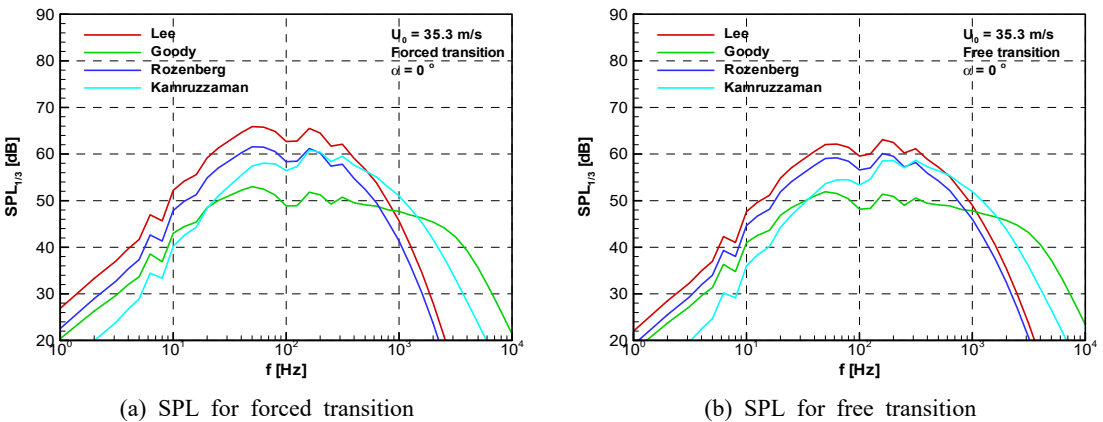 90
80
70
60
50
40
30
20
SPL1/3 [dB]
Lee
Goody
Rozenberg
Kamruzzaman
U0 = 35.3 m/s
Forced transition
α = 0 °
10^0
10^1
10^2
10^3
10^4
f [Hz]
(a) SPL for forced transition
90
80
70
60
50
40
30
20
SPL1/3 [dB]
Lee
Goody
Rozenberg
Kamruzzaman
U0 = 35.3 m/s
Free transition
α = 0 °
10^0
10^1
10^2
10^3
10^4
f [Hz]
(b) SPL for free transition